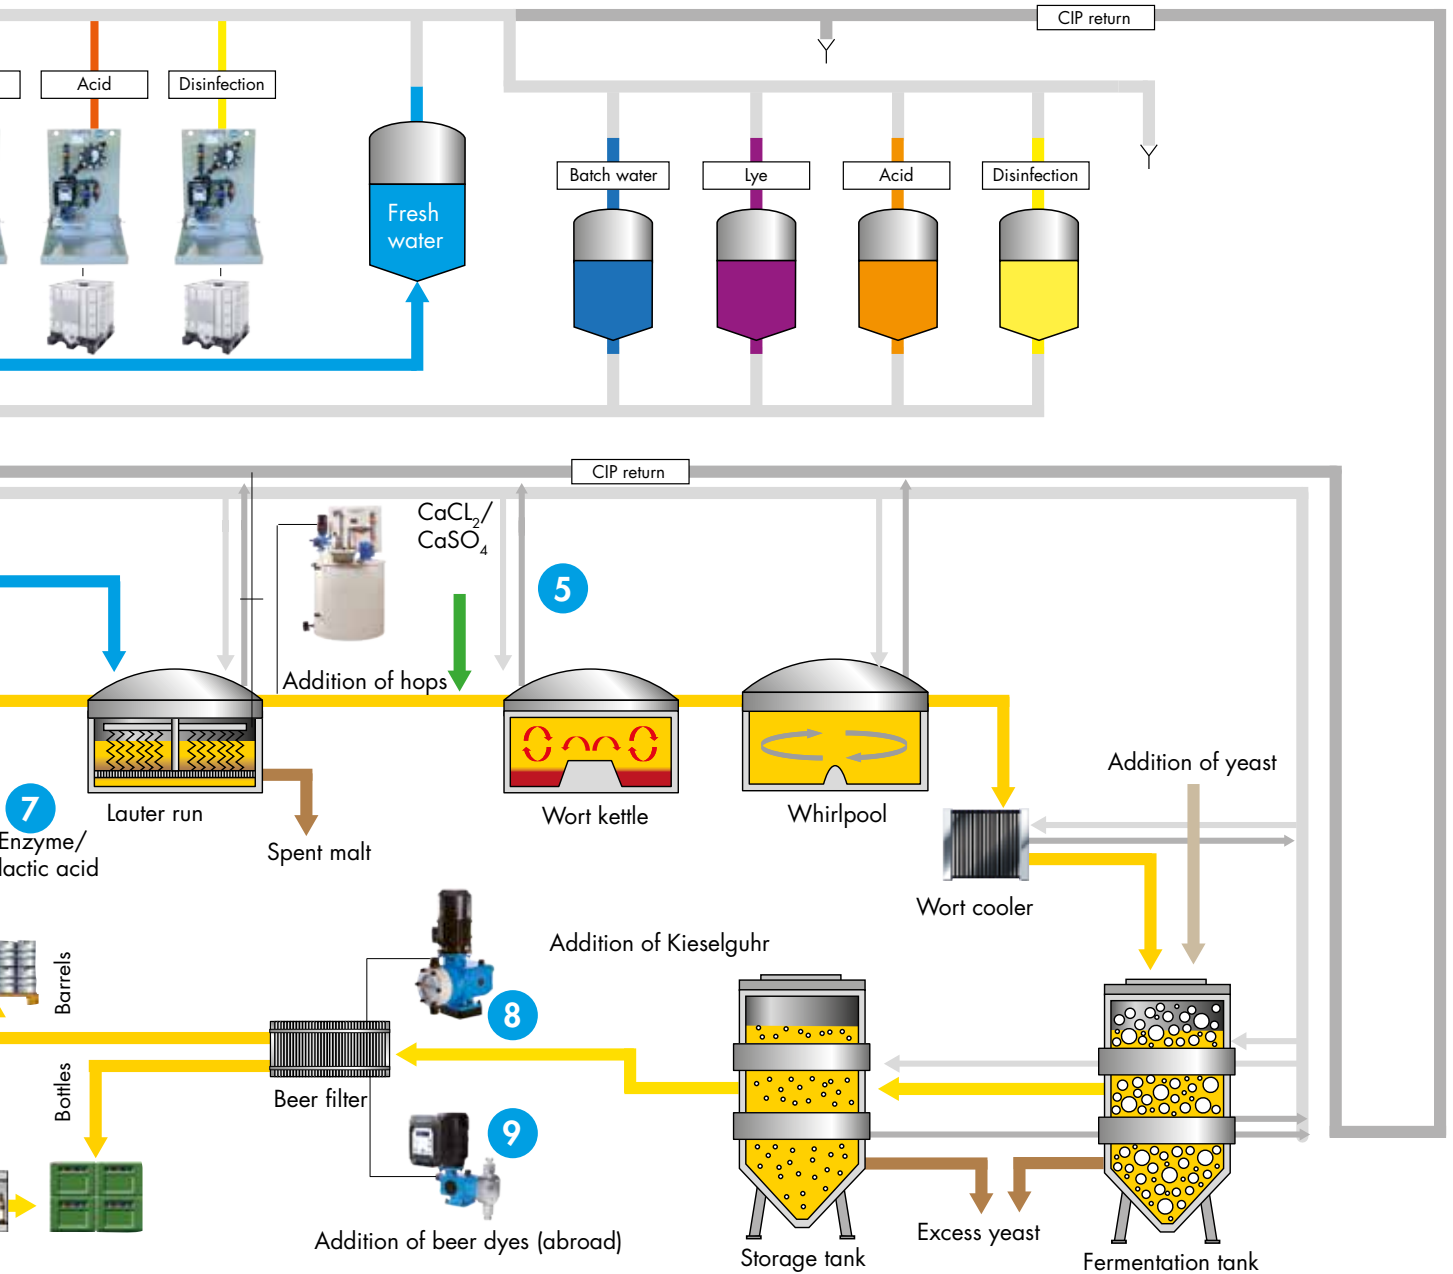 CIP return
Acid
Disinfection
Batch water
Lye
Acid
Disinfection
Fresh
water
CIP return
CaCL2/
CaSO4
5
Addition of hops
Addition of yeast
7
Lauter run
Wort kettle
Whirlpool
Enzyme/
lactic acid
Spent malt
Wort cooler
Addition of Kieselguhr
Barrels
8
Bottles
Beer filter
9
Addition of beer dyes (abroad)
Excess yeast
Storage tank
Fermentation tank